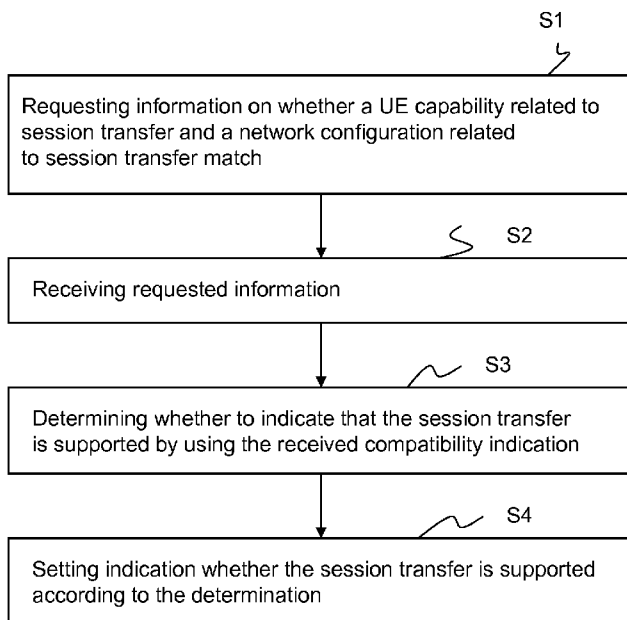 S1
Requesting information on whether a UE capability related to
session transfer and a network configuration related
to session transfer match
S2
Receiving requested information
S3
Determining whether to indicate that the session transfer
is supported by using the received compatibility indication
S4
Setting indication whether the session transfer is supported
according to the determination